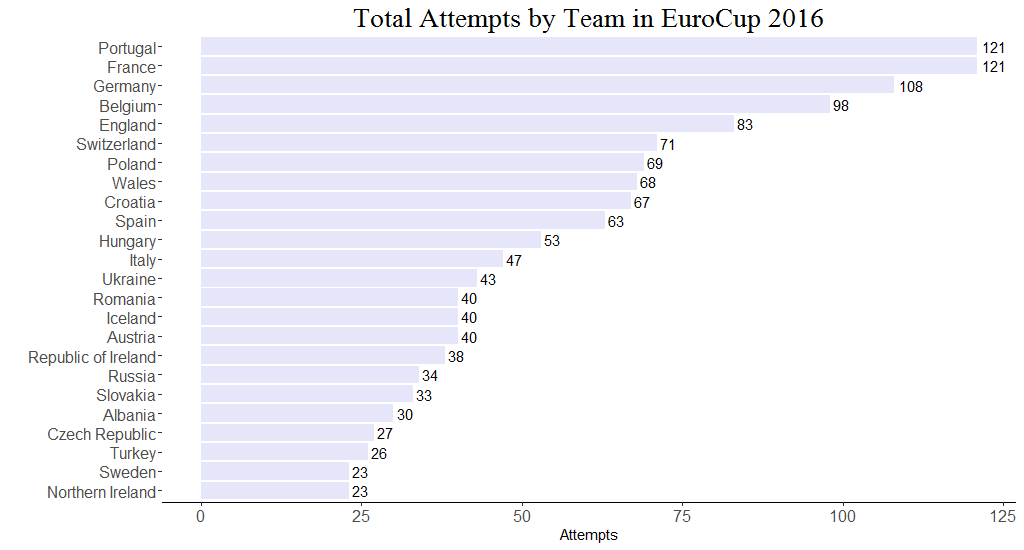 Total Attempts by Team in EuroCup 2016
Portugal 121
France 121
Germany 108
Belgium 98
England 83
Switzerland 71
Poland 69
Wales 68
Croatia 67
Spain 63
Hungary 53
Italy 47
Ukraine 43
Romania 40
Iceland 40
Austria 40
Republic of Ireland 38
Russia 34
Slovakia 33
Albania 30
Czech Republic 27
Turkey 26
Sweden 23
Northern Ireland 23
0 25 50 75 100 125
Attempts